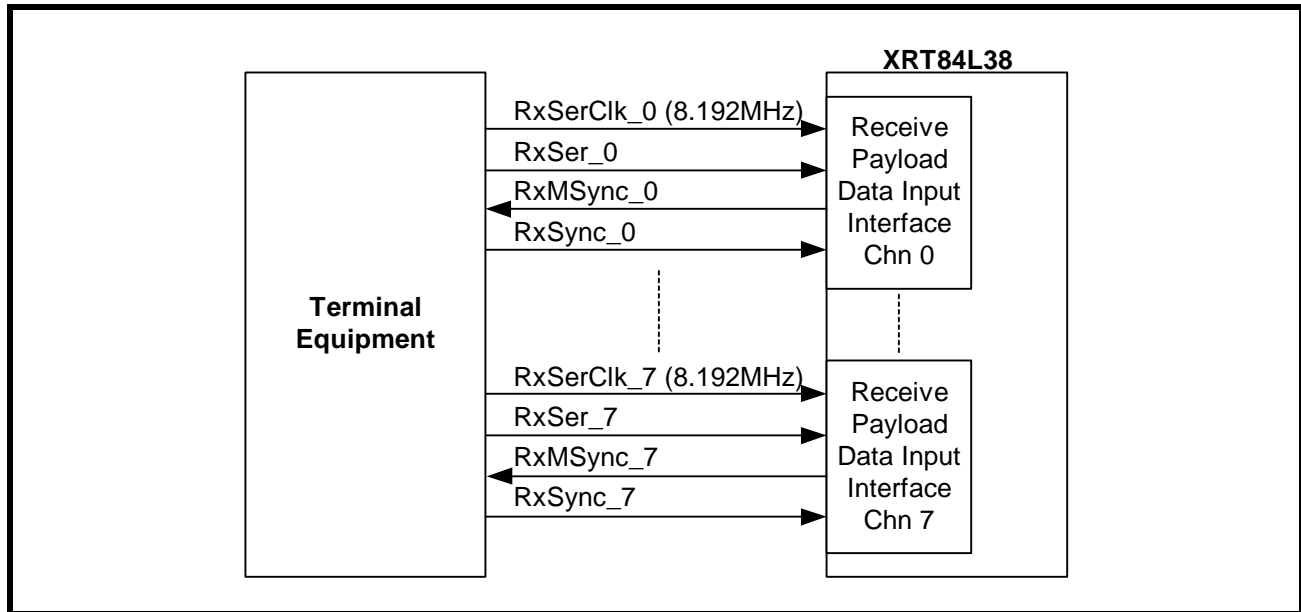 XRT84L38
RxSerClk_0 (8.192MHz)
RxSer_0
RxMSync_0
RxSync_0
Receive
Payload
Data Input
Interface
Chn 0
Terminal
Equipment
RxSerClk_7 (8.192MHz)
RxSer_7
RxMSync_7
RxSync_7
Receive
Payload
Data Input
Interface
Chn 7